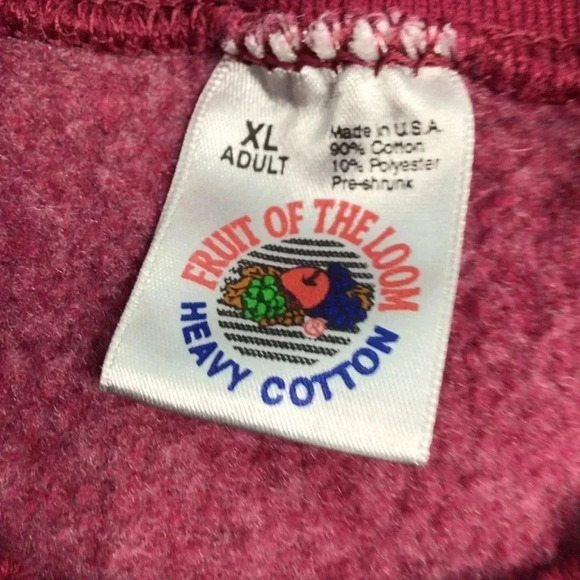 XL
ADULT
Made in U.S.A.
90% Cotton
10% Polyester
Pre-shrunk
FRUIT OF THE LOOM
HEAVY COTTON